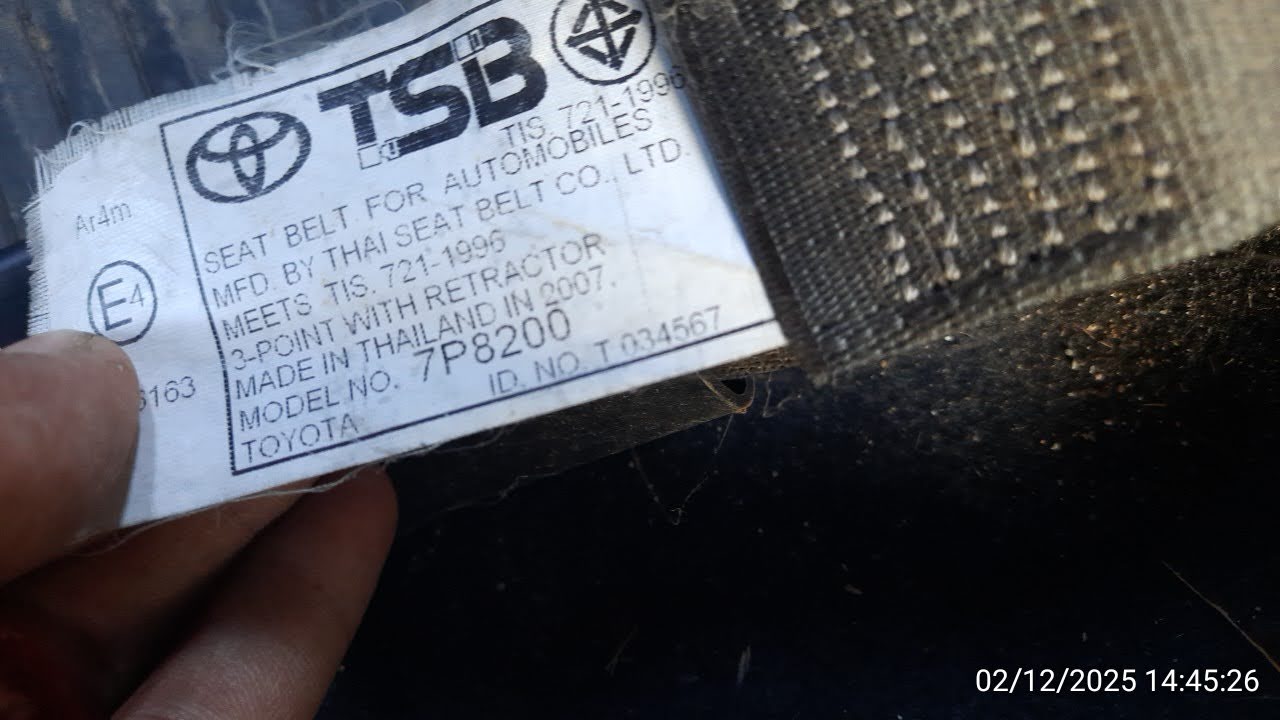 TSB
TIS. 721-1996
SEAT BELT FOR AUTOMOBILES
MFD. BY THAI SEAT BELT CO., LTD.
MEETS TIS. 721-1996
3-POINT WITH RETRACTOR
MADE IN THAILAND IN 2007.
MODEL NO. 7P8200
ID. NO. T 034567
TOYOTA
Ar4m
E4
6163
02/12/2025 14:45:26